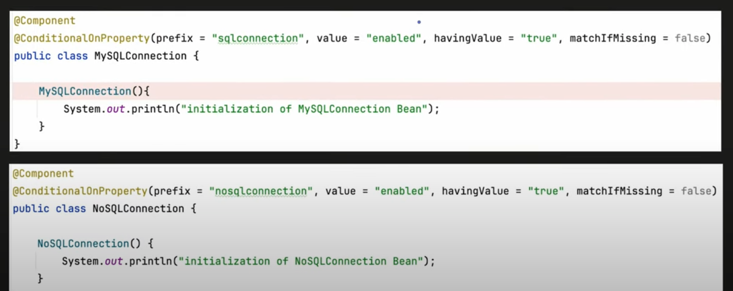 @Component
@ConditionalOnProperty(prefix = "sqlconnection", value = "enabled", havingValue = "true", matchIfMissing = false)
public class MySQLConnection {
MySQLConnection(){
System.out.println("initialization of MySQLConnection Bean");
}
}
@Component
@ConditionalOnProperty(prefix = "nosqlconnection", value = "enabled", havingValue = "true", matchIfMissing = false)
public class NoSQLConnection {
NoSQLConnection() {
System.out.println("initialization of NoSQLConnection Bean");
}